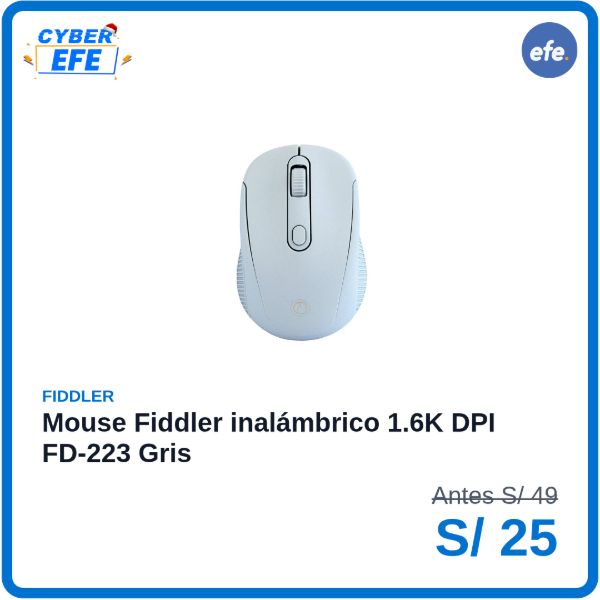 CYBER
EFE
efe.
FIDDLER
Mouse Fiddler inalámbrico 1.6K DPI
FD-223 Gris
Antes S/ 49
S/ 25